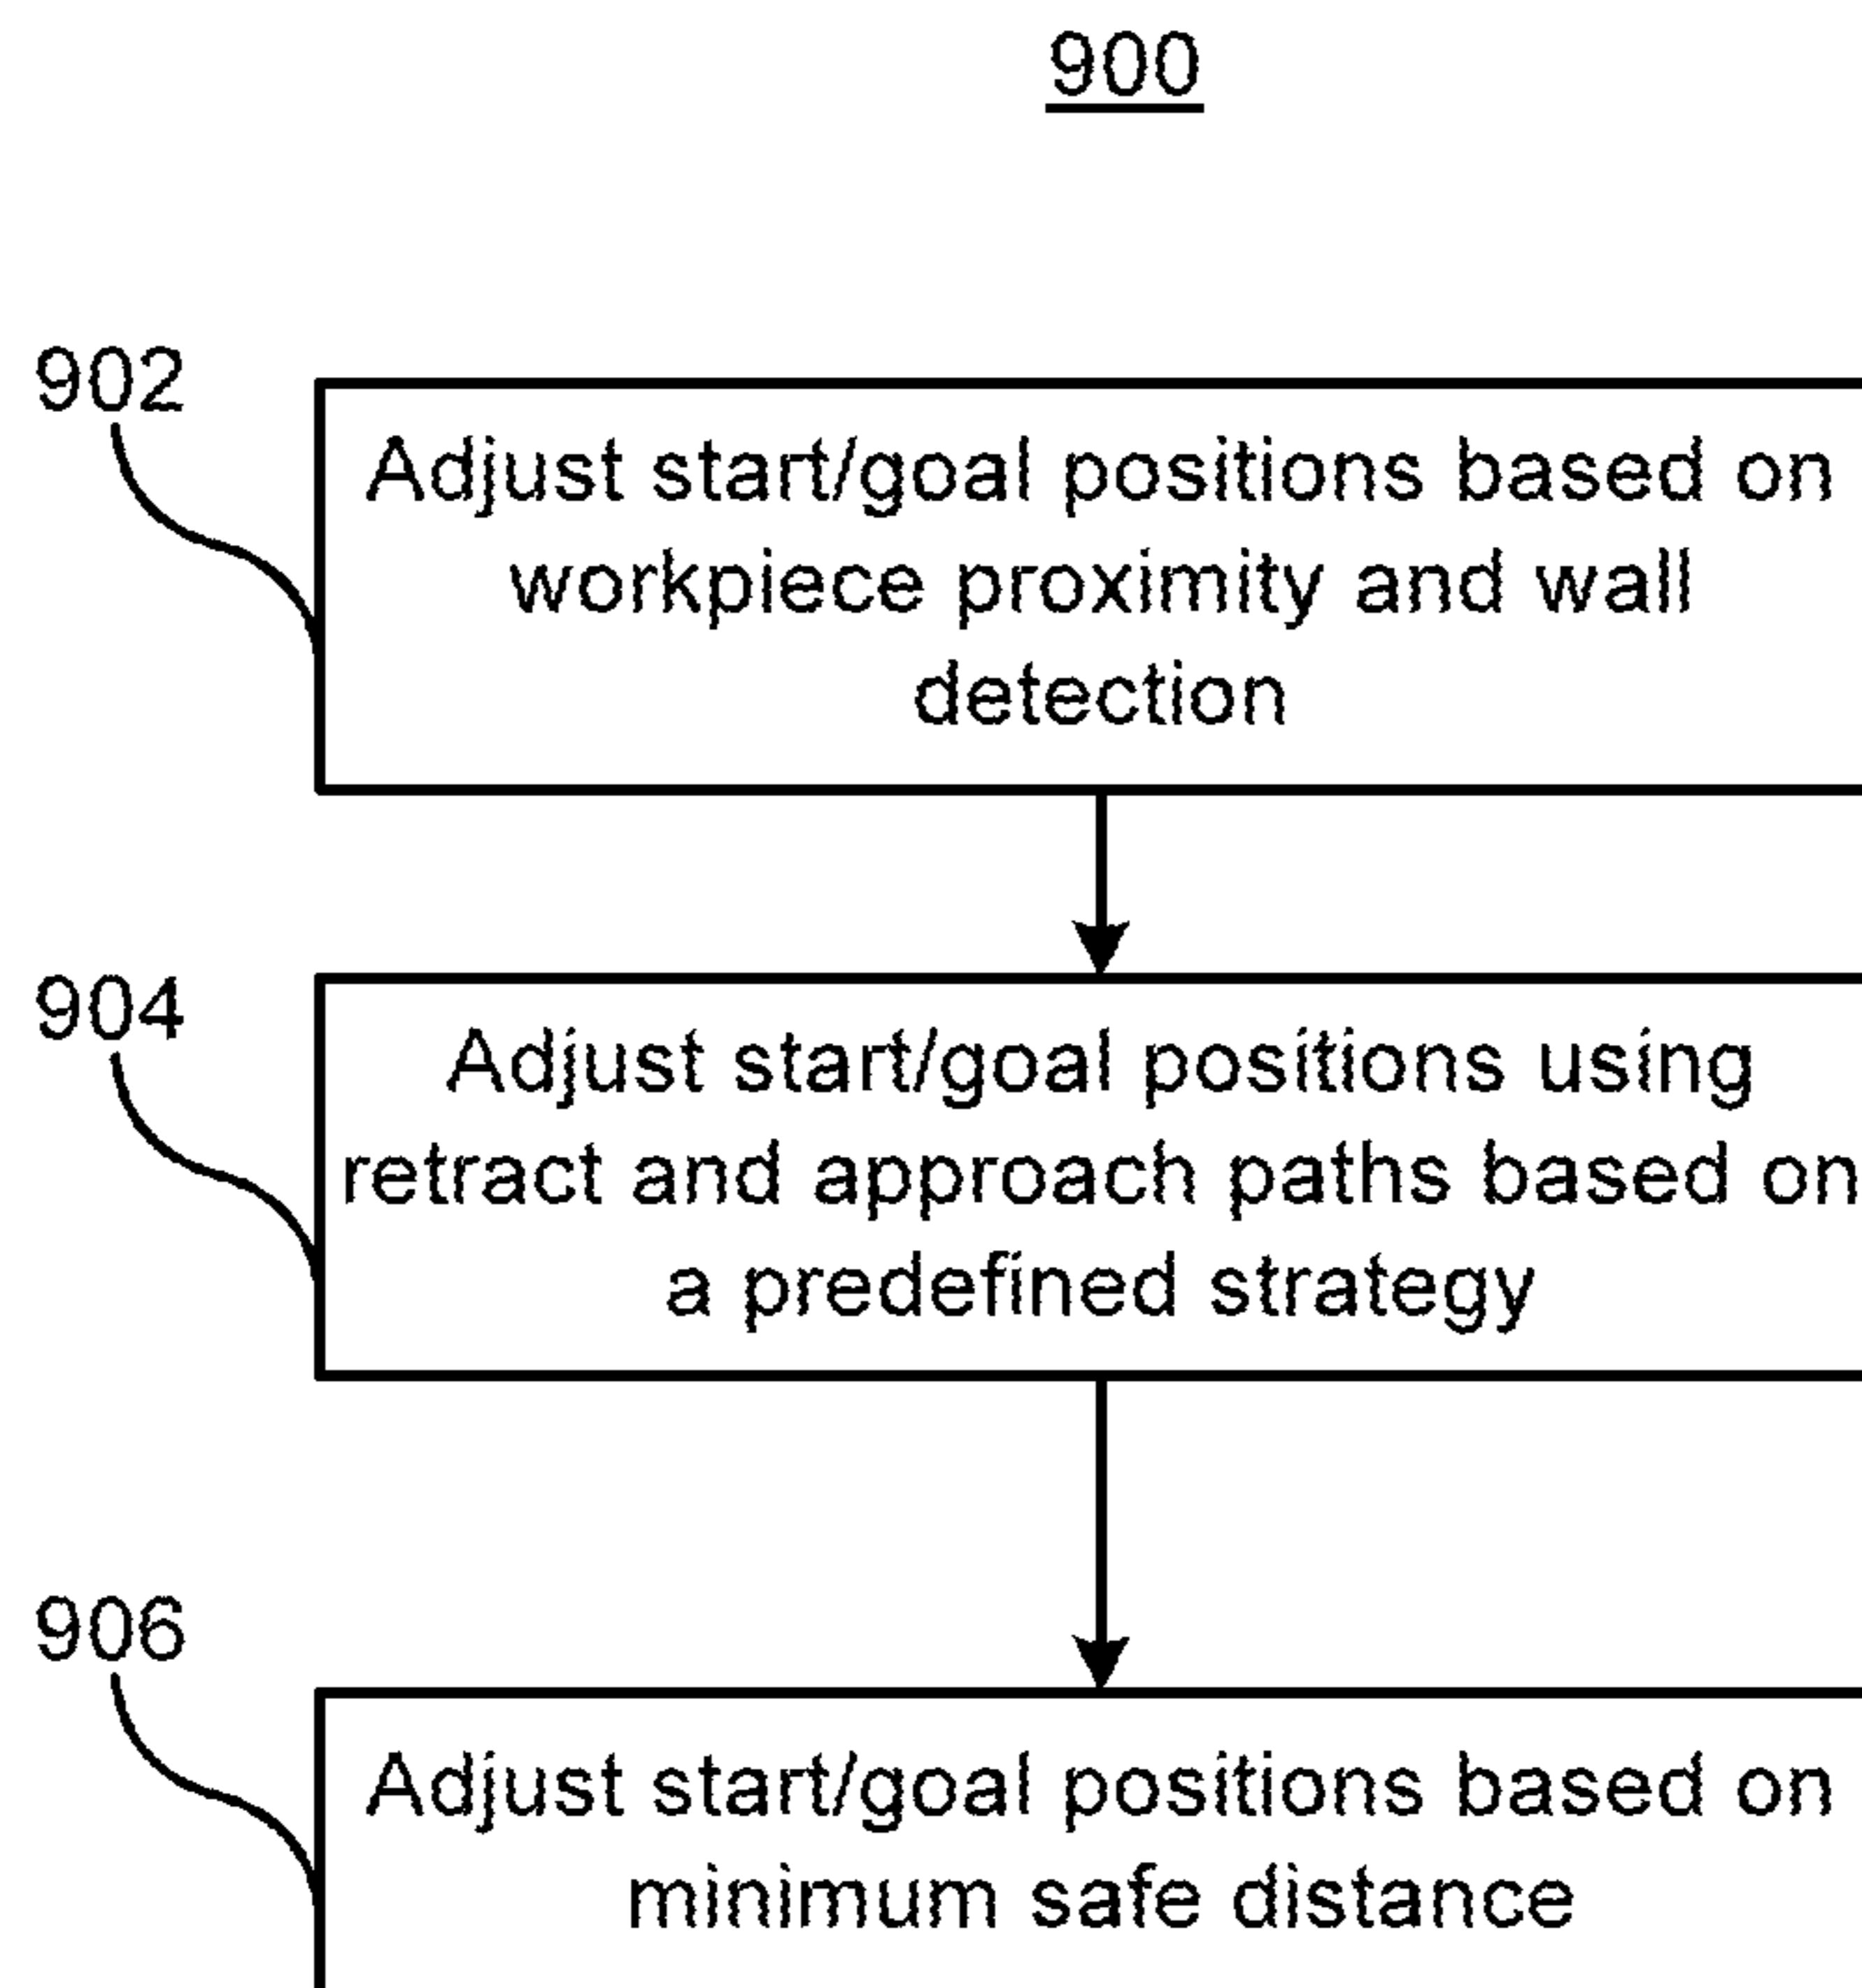 900
902
Adjust start/goal positions based on
workpiece proximity and wall
detection
904
Adjust start/goal positions using
retract and approach paths based on
a predefined strategy
906
Adjust start/goal positions based on
minimum safe distance